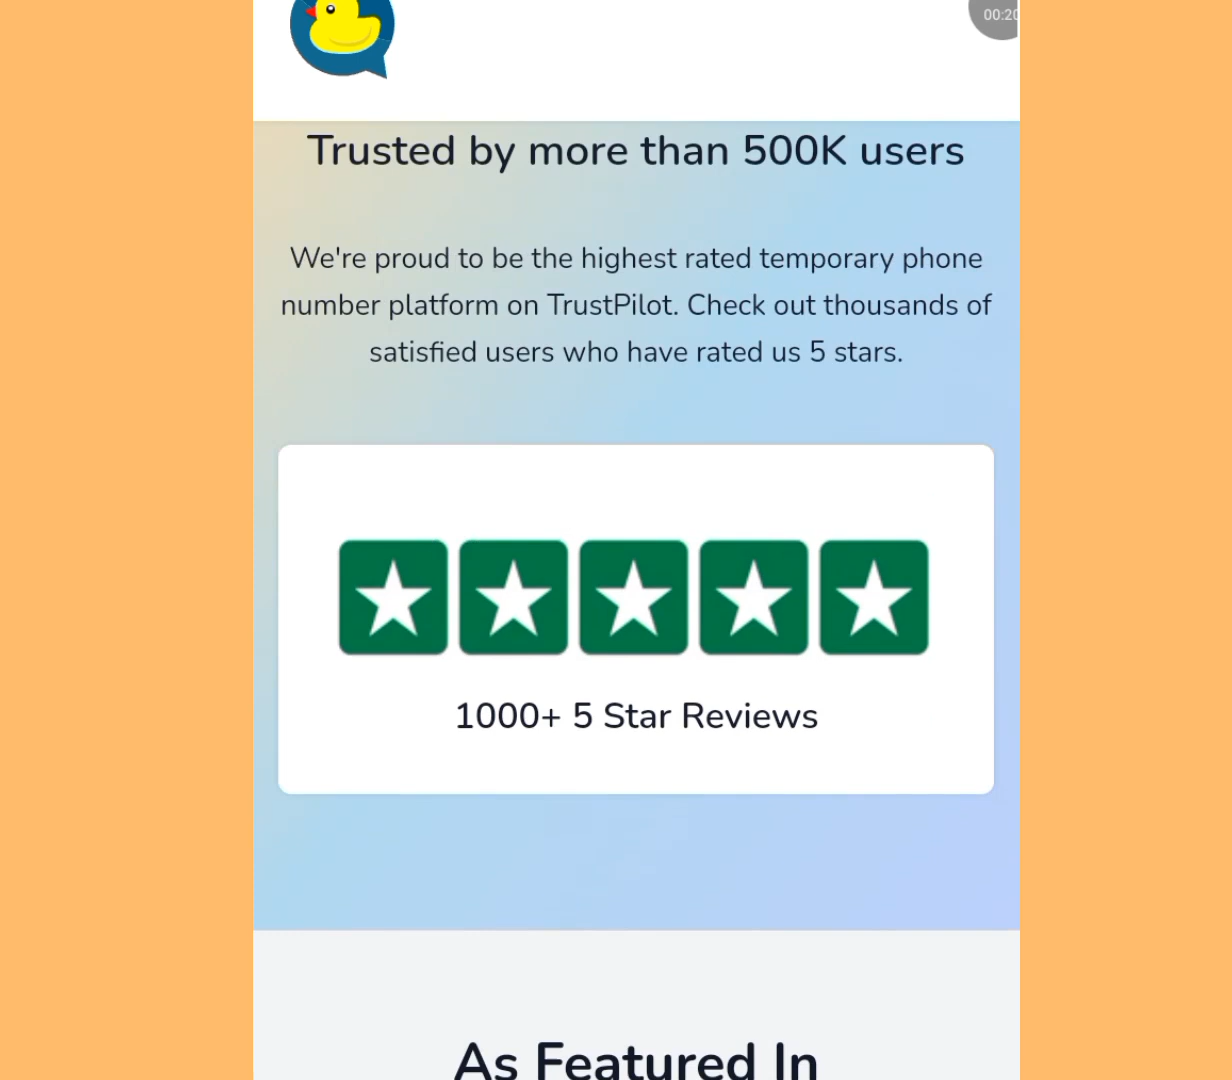 00:20
Trusted by more than 500K users
We're proud to be the highest rated temporary phone
number platform on TrustPilot. Check out thousands of
satisfied users who have rated us 5 stars.
1000+ 5 Star Reviews
As Featured In